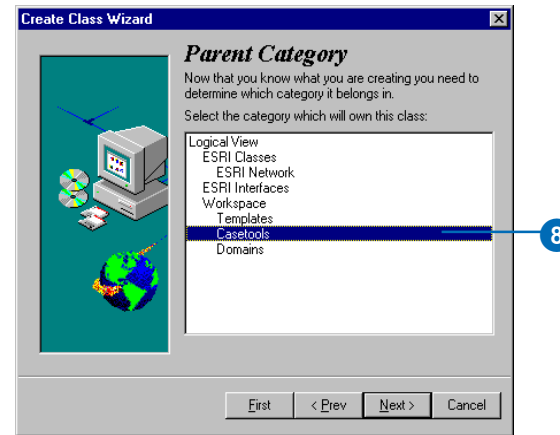 Create Class Wizard
Parent Category
Now that you know what you are creating you need to
determine which category it belongs in.
Select the category which will own this class:
Logical View
ESRI Classes
ESRI Network
ESRI Interfaces
Workspace
Templates
Casetools
Domains
8
First
< Prev
Next >
Cancel